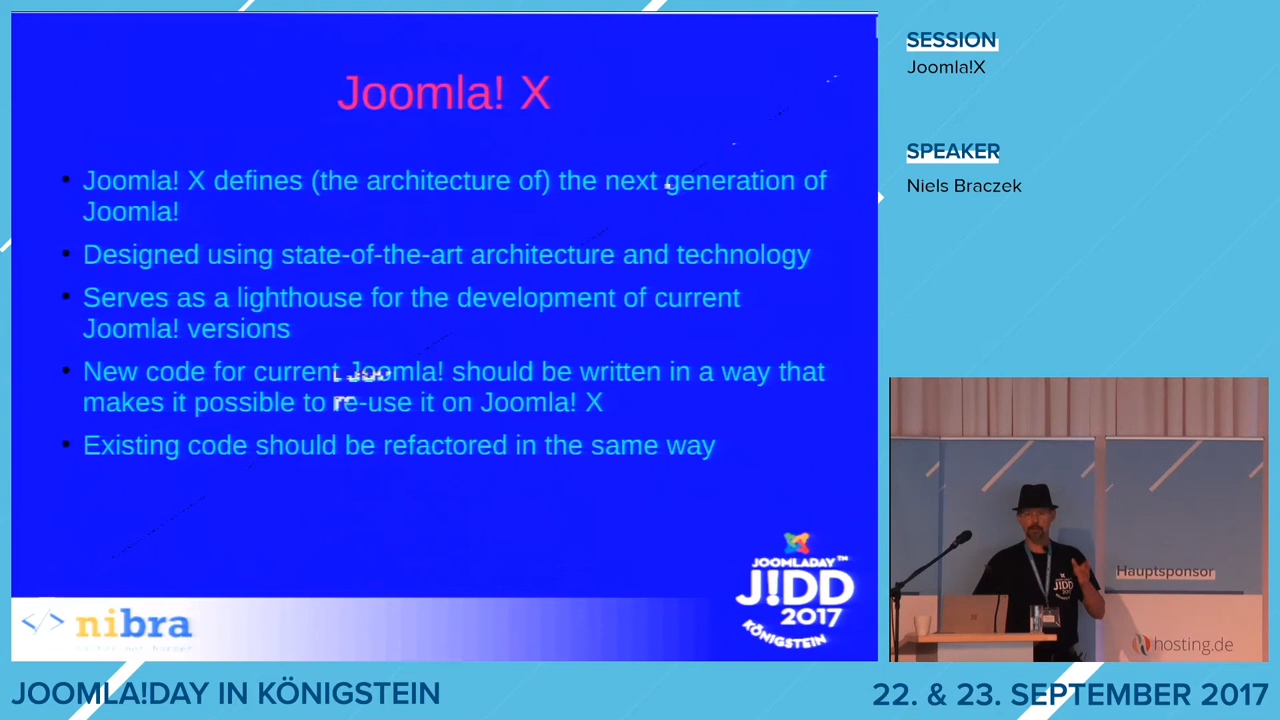 Joomla! X
Joomla! X defines (the architecture of) the next generation of
Joomla!
Designed using state-of-the-art architecture and technology
Serves as a lighthouse for the development of current
Joomla! versions
New code for current Joomla! should be written in a way that
makes it possible to re-use it on Joomla! X
Existing code should be refactored in the same way
JOOMLADAY™
J!DD
2017
KÖNIGSTEIN
</> nibra
SESSION
Joomla!X
SPEAKER
Niels Braczek
Hauptsponsor
hosting.de
J!DD
2017
JOOMLA!DAY IN KÖNIGSTEIN
22. & 23. SEPTEMBER 2017